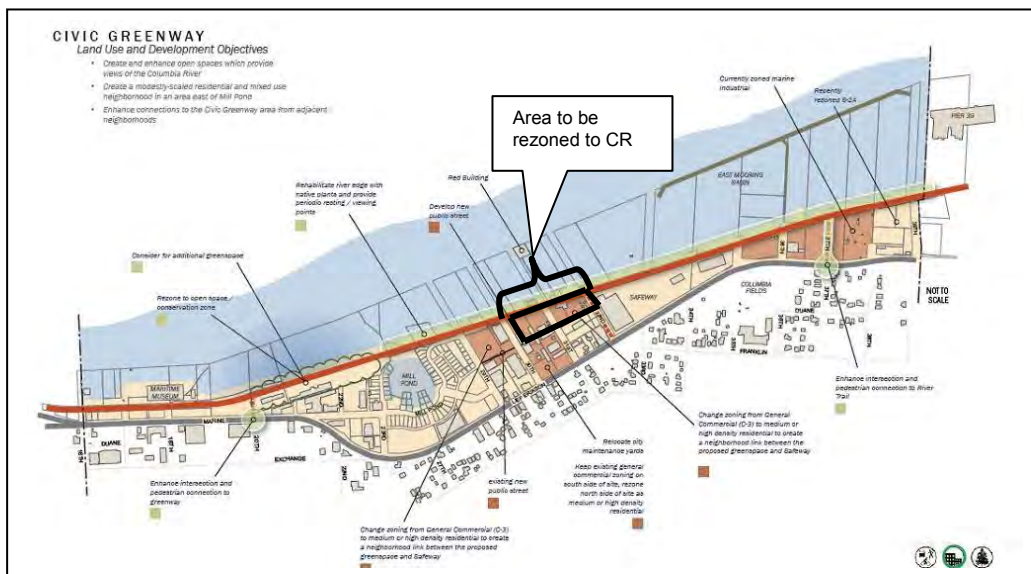 CIVIC GREENWAY
Land Use and Development Objectives
• Create and enhance open spaces which provide
views of the Columbia River
• Create a modestly-scaled residential and mixed use
neighborhood in an area east of Mill Pond
• Enhance connections to the Civic Greenway area from adjacent
neighborhoods
Area to be
rezoned to CR
Currently zoned marine
industrial
Recently
rezoned
PIER 39
Red Building
EAST MOORING
BASIN
Rehabilitate river edge with
native plants and provide
periodic resting / viewing
points
Develop new
public street
Consider for additional greenspace
Rezone to open space/
conservation zone
SAFEWAY
COLUMBIA
FIELDS
NOT TO
SCALE
MILL
POND
MARITIME
MUSEUM
DUANE
EXCHANGE
DUANE
FRANKLIN
Enhance intersection and
pedestrian connection to River
Trail
Enhance intersection and
pedestrian connection to
greenway
existing new
public street
Relocate city
maintenance yards
Keep existing general
commercial zoning on
south side of site, rezone
north side of site as
medium or high density
residential
Change zoning from General
Commercial (C-3) to medium or
high density residential to create
a neighborhood link between the
proposed greenspace and Safeway
Change zoning from General Commercial (C-3)
to medium or high density residential to create
a neighborhood link between the proposed
greenspace and Safeway